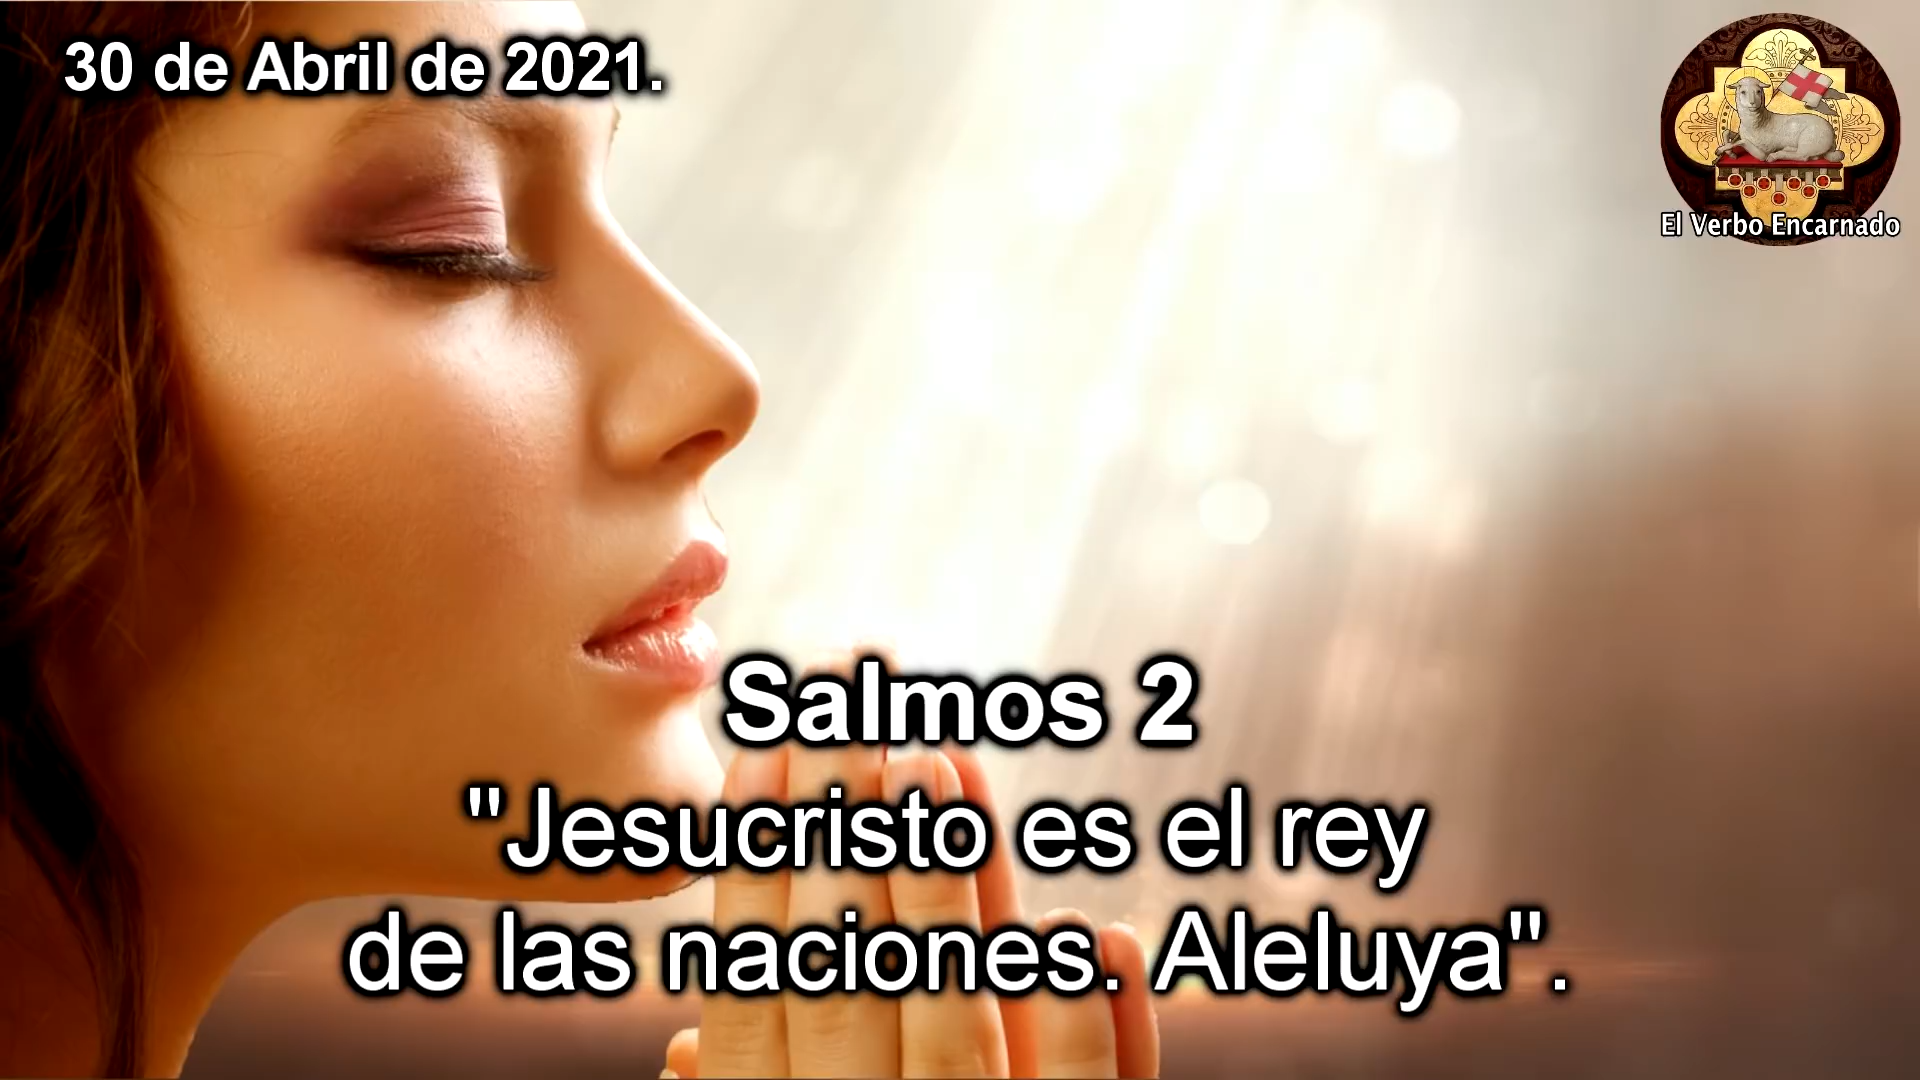 30 de Abril de 2021.
El Verbo Encarnado
Salmos 2
"Jesucristo es el rey
de las naciones. Aleluya".